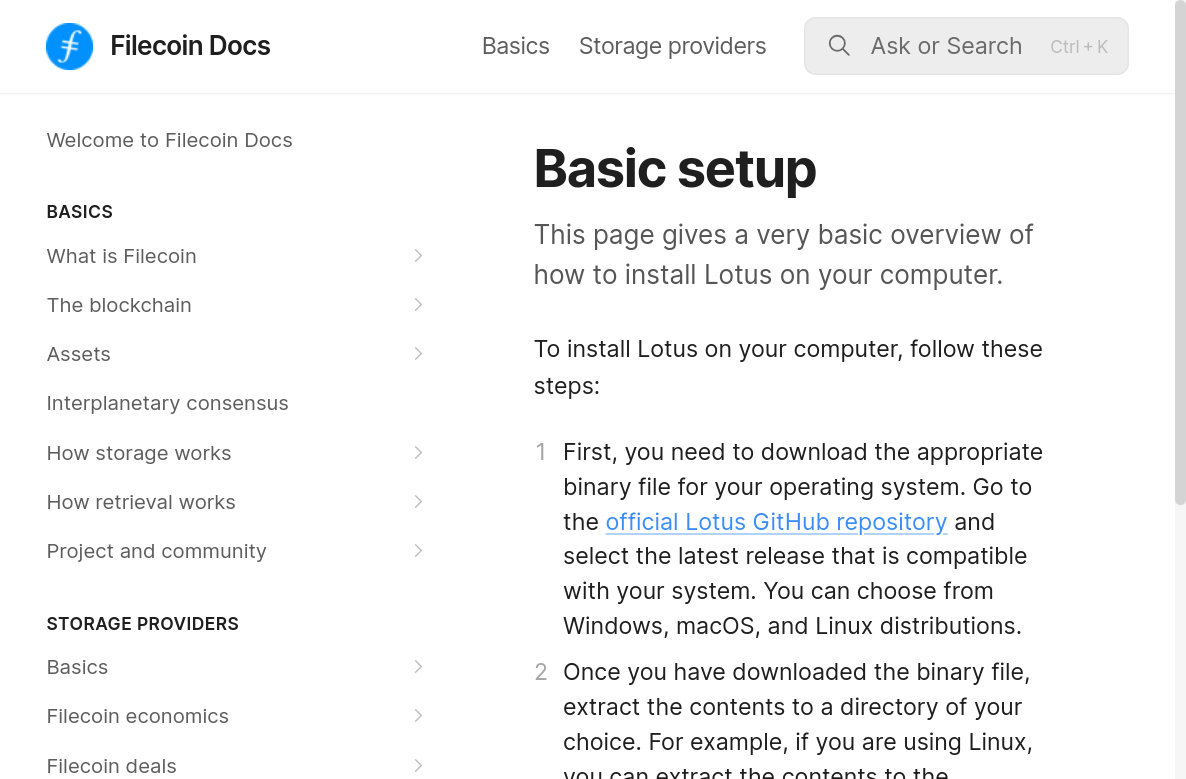 Filecoin Docs
Basics
Storage providers
Ask or Search
Ctrl + K
Welcome to Filecoin Docs
BASICS
What is Filecoin
The blockchain
Assets
Interplanetary consensus
How storage works
How retrieval works
Project and community
STORAGE PROVIDERS
Basics
Filecoin economics
Filecoin deals
Basic setup
This page gives a very basic overview of
how to install Lotus on your computer.
To install Lotus on your computer, follow these
steps:
1 First, you need to download the appropriate
binary file for your operating system. Go to
the official Lotus GitHub repository and
select the latest release that is compatible
with your system. You can choose from
Windows, macOS, and Linux distributions.
2 Once you have downloaded the binary file,
extract the contents to a directory of your
choice. For example, if you are using Linux,
you can extract the contents to the